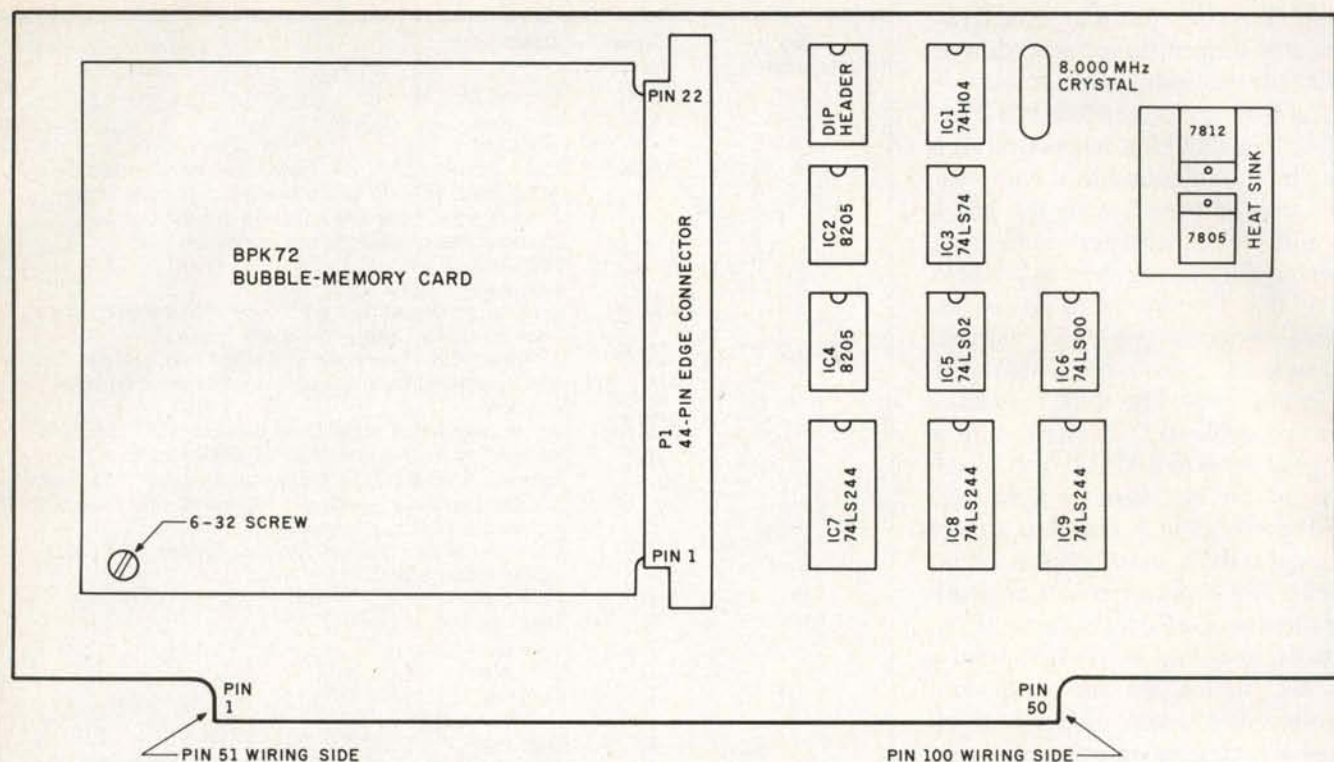 BPK72
BUBBLE-MEMORY CARD
6-32 SCREW
PIN 22
P1
44-PIN EDGE CONNECTOR
PIN 1
DIP
HEADER
IC1
74H04
8.000 MHz
CRYSTAL
7812
7805
HEAT SINK
IC2
8205
IC3
74LS74
IC4
8205
IC5
74LS02
IC6
74LS00
IC7
74LS244
IC8
74LS244
IC9
74LS244
PIN
1
PIN
50
PIN 51 WIRING SIDE
PIN 100 WIRING SIDE